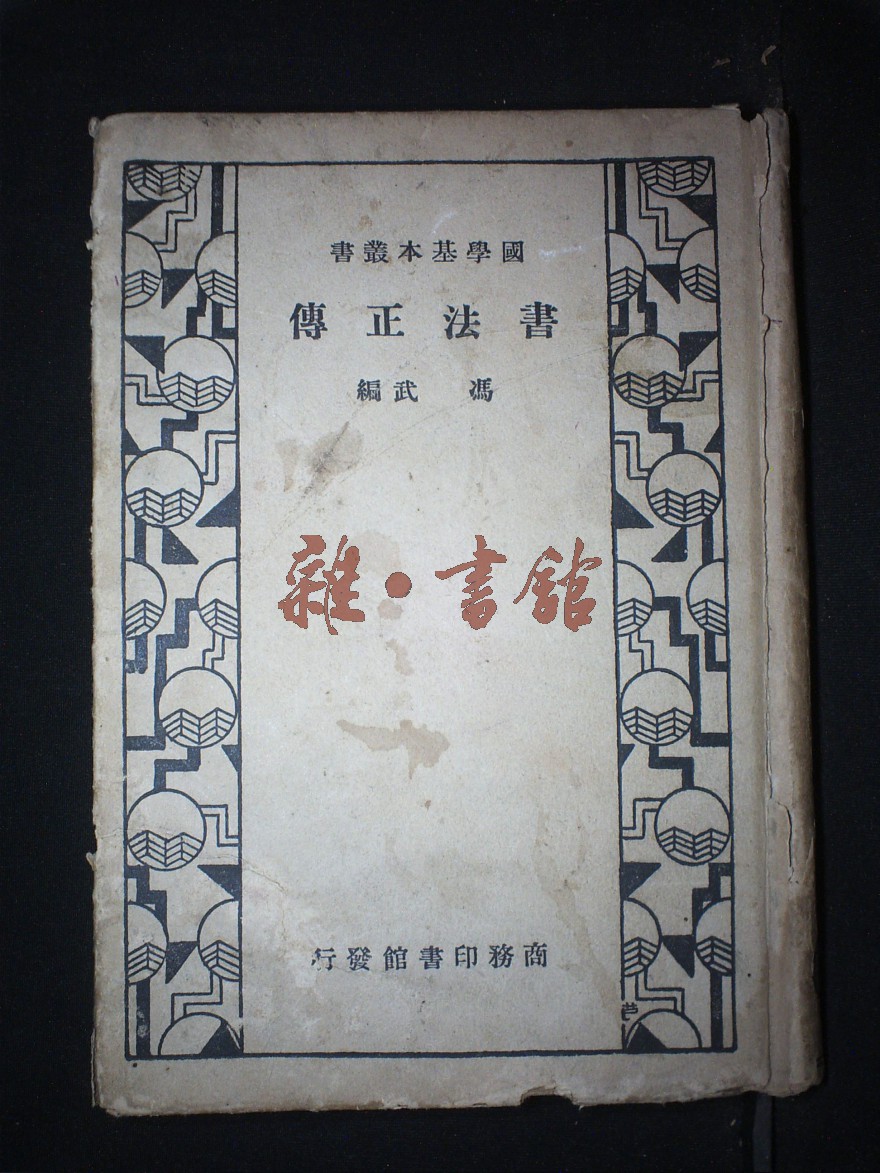 國學基本叢書
書法正傳
馮武編
雜·書館
商務印書館發行